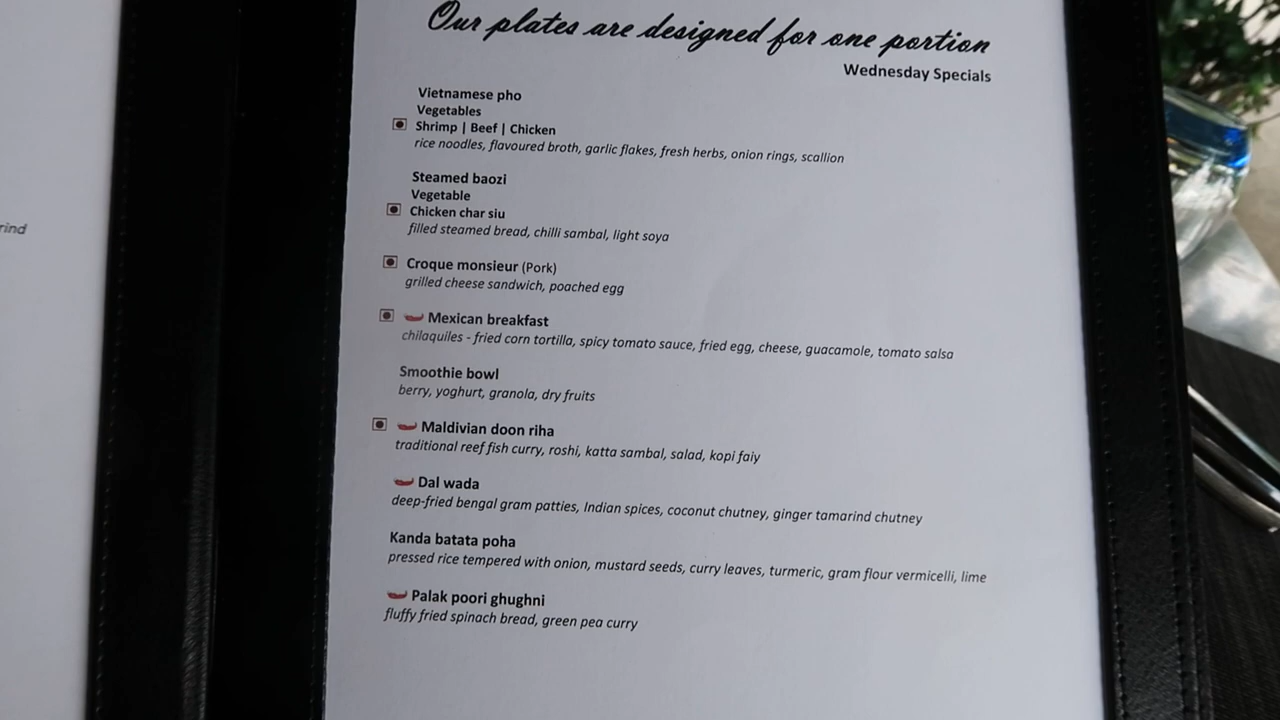 Our plates are designed for one portion
Wednesday Specials
Vietnamese pho
Vegetables
Shrimp | Beef | Chicken
rice noodles, flavoured broth, garlic flakes, fresh herbs, onion rings, scallion
Steamed baozi
Vegetable
Chicken char siu
filled steamed bread, chilli sambal, light soya
Croque monsieur (Pork)
grilled cheese sandwich, poached egg
Mexican breakfast
chilaquiles - fried corn tortilla, spicy tomato sauce, fried egg, cheese, guacamole, tomato salsa
Smoothie bowl
berry, yoghurt, granola, dry fruits
Maldivian doon riha
traditional reef fish curry, roshi, katta sambal, salad, kopi faiy
Dal wada
deep-fried bengal gram patties, Indian spices, coconut chutney, ginger tamarind chutney
Kanda batata poha
pressed rice tempered with onion, mustard seeds, curry leaves, turmeric, gram flour vermicelli, lime
Palak poori ghughni
fluffy fried spinach bread, green pea curry